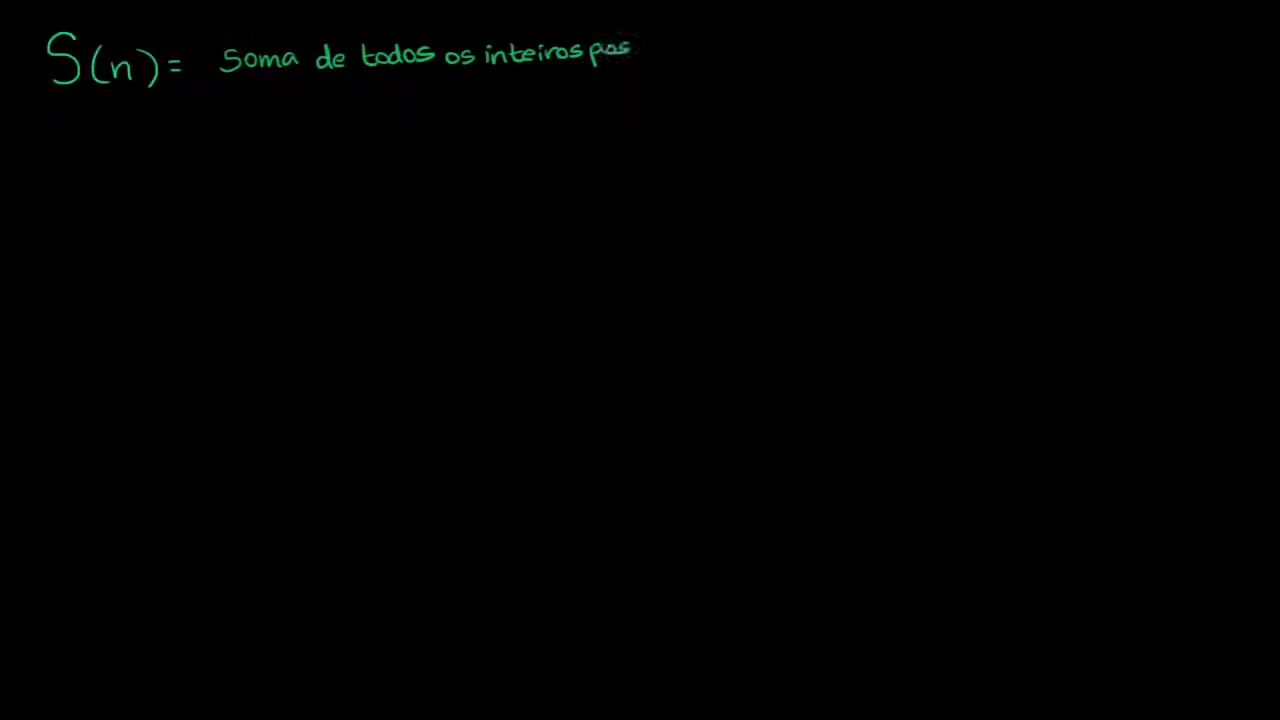 S(n) = Soma de todos os inteiros pos